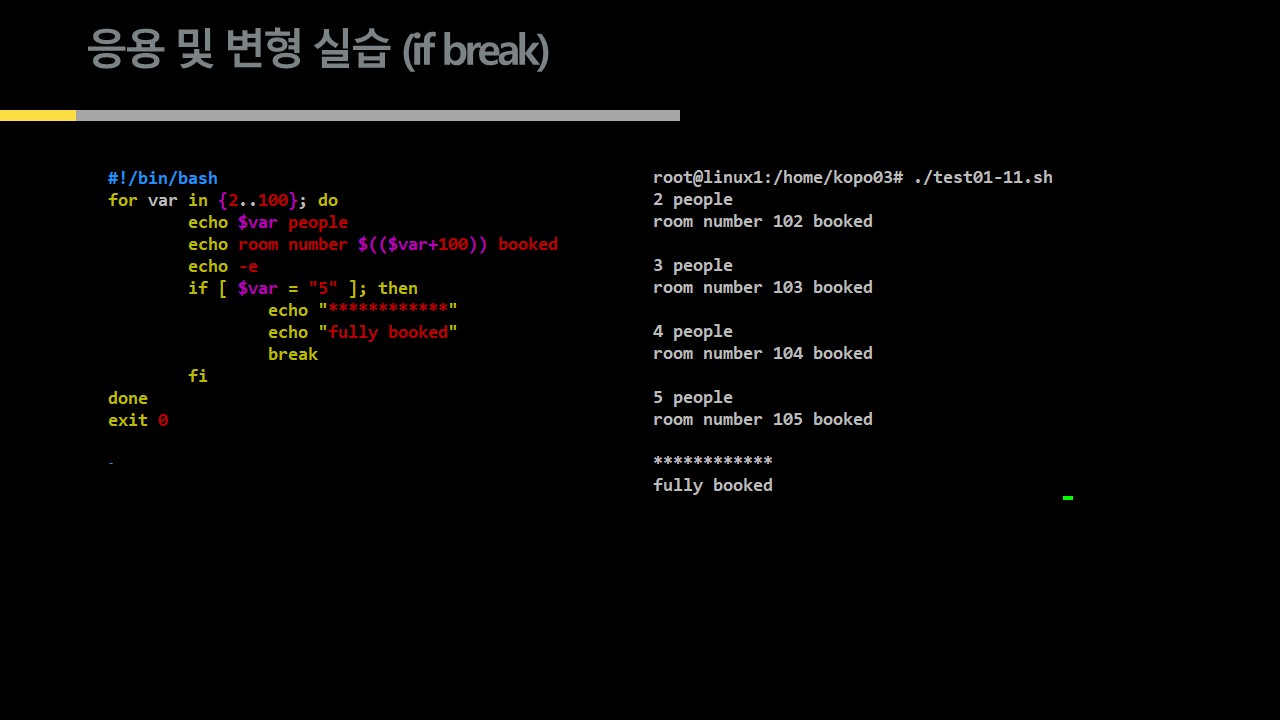 응용 및 변형 실습 (if break)
#!/bin/bash
for var in {2..100}; do
        echo $var people
        echo room number $(($var+100)) booked
        echo -e
        if [ $var = "5" ]; then
                echo "************"
                echo "fully booked"
                break
        fi
done
exit 0
root@linux1:/home/kopo03# ./test01-11.sh
2 people
room number 102 booked
3 people
room number 103 booked
4 people
room number 104 booked
5 people
room number 105 booked
************
fully booked